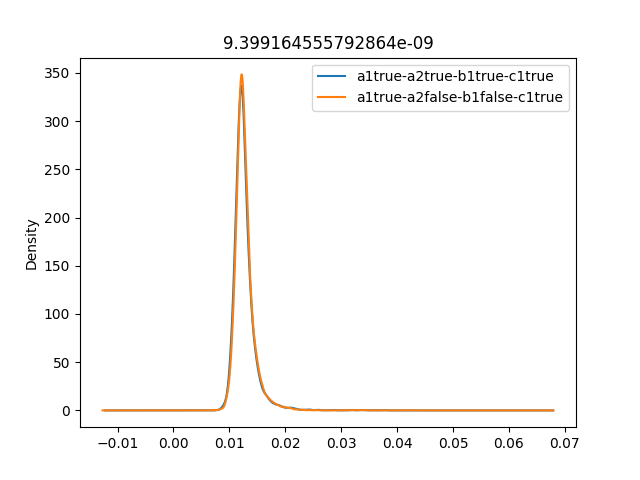 9.399164555792864e-09
a1true-a2true-b1true-c1true
a1true-a2false-b1false-c1true
Density
350
300
250
200
150
100
50
0
−0.01 0.00 0.01 0.02 0.03 0.04 0.05 0.06 0.07